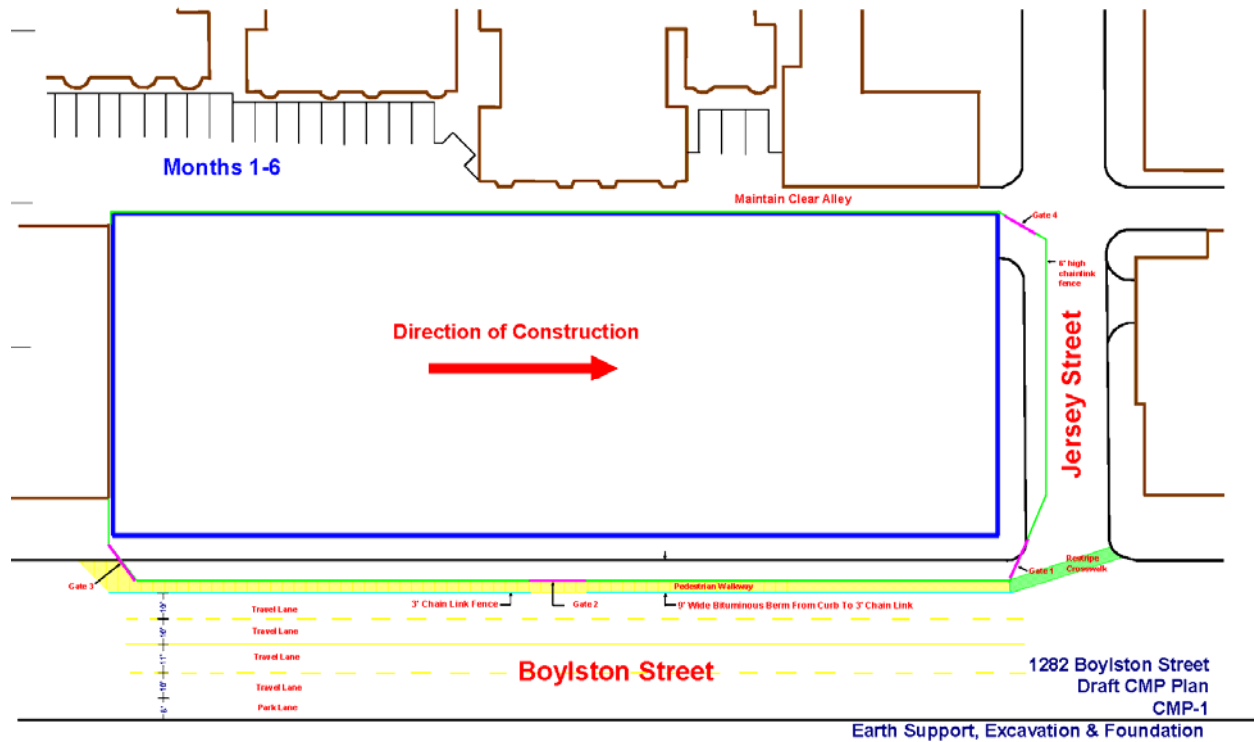 Months 1-6
Maintain Clear Alley
Gate 4
6' high
chainlink
fence
Direction of Construction
Jersey Street
Gate 3
Pedestrian Walkway
Gate 1
Restripe
Crosswalk
3' Chain Link Fence
Gate 2
9' Wide Bituminous Berm From Curb To 3' Chain Link
Travel Lane
Travel Lane
Travel Lane
Travel Lane
Park Lane
11'
Boylston Street
1282 Boylston Street
Draft CMP Plan
CMP-1
Earth Support, Excavation & Foundation